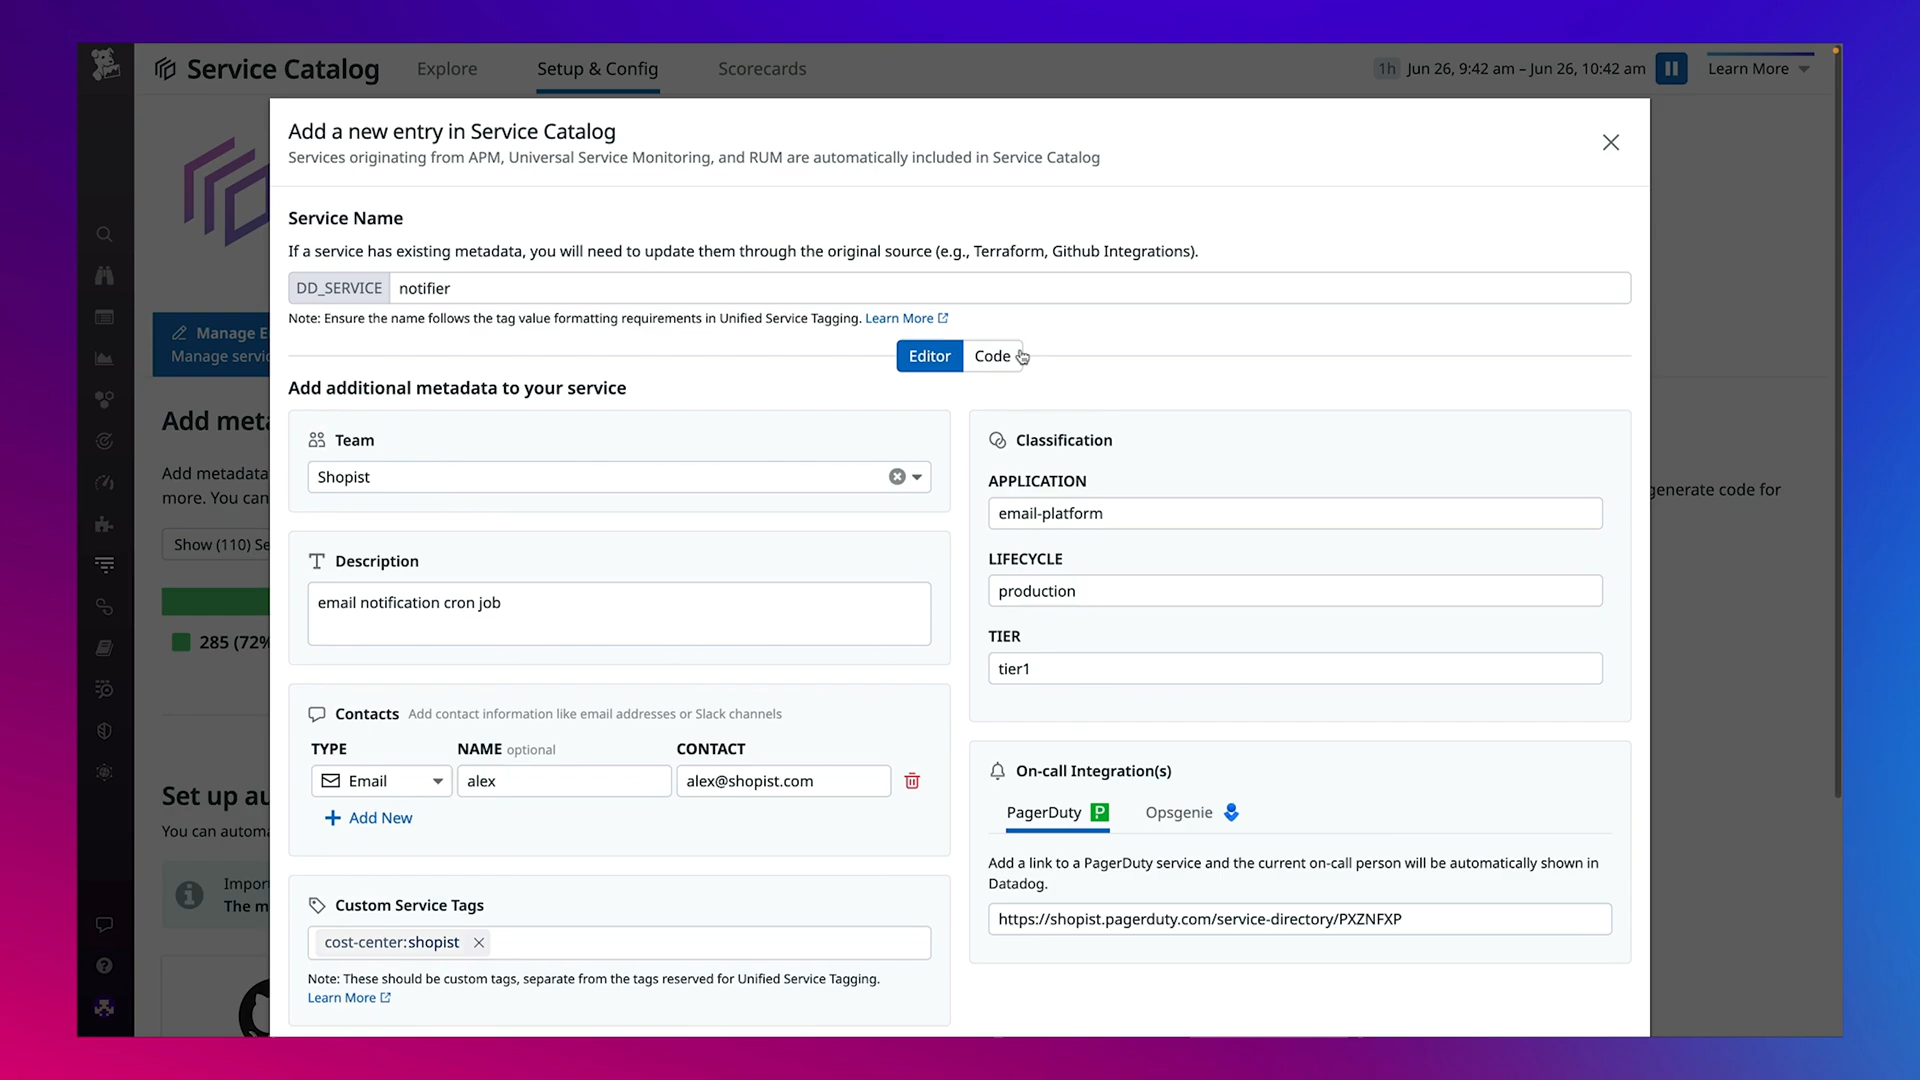 Service Catalog
Explore
Setup & Config
Scorecards
1h
Jun 26, 9:42 am – Jun 26, 10:42 am
Learn More
Add a new entry in Service Catalog
Services originating from APM, Universal Service Monitoring, and RUM are automatically included in Service Catalog
Service Name
If a service has existing metadata, you will need to update them through the original source (e.g., Terraform, Github Integrations).
DD_SERVICE
notifier
Note: Ensure the name follows the tag value formatting requirements in Unified Service Tagging. Learn More
Manage E
Manage servic
Editor
Code
Add additional metadata to your service
Add meta
Add metadata
more. You can
generate code for
Show (110) Se
285 (72%
Team
Shopist
Description
email notification cron job
Contacts Add contact information like email addresses or Slack channels
TYPE
NAME optional
CONTACT
Email
alex
alex@shopist.com
Add New
Custom Service Tags
cost-center:shopist
Note: These should be custom tags, separate from the tags reserved for Unified Service Tagging.
Learn More
Classification
APPLICATION
email-platform
LIFECYCLE
production
TIER
tier1
On-call Integration(s)
PagerDuty P
Opsgenie
Add a link to a PagerDuty service and the current on-call person will be automatically shown in
Datadog.
https://shopist.pagerduty.com/service-directory/PXZNFXP
Set up au
You can automa
Impor
The m